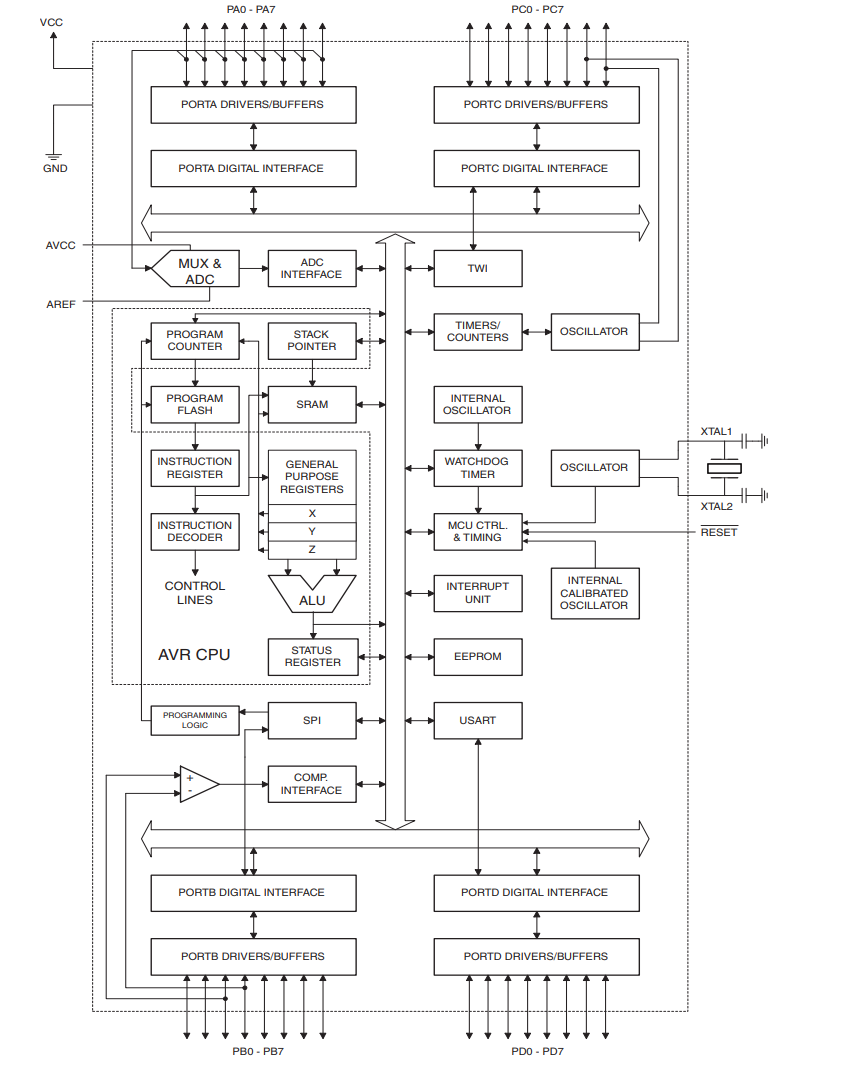 PA0 - PA7
PC0 - PC7
VCC
PORTA DRIVERS/BUFFERS
PORTC DRIVERS/BUFFERS
GND
PORTA DIGITAL INTERFACE
PORTC DIGITAL INTERFACE
AVCC
MUX &
ADC
ADC
INTERFACE
TWI
AREF
PROGRAM
COUNTER
STACK
POINTER
TIMERS/
COUNTERS
OSCILLATOR
PROGRAM
FLASH
SRAM
INTERNAL
OSCILLATOR
XTAL1
INSTRUCTION
REGISTER
GENERAL
PURPOSE
REGISTERS
WATCHDOG
TIMER
OSCILLATOR
XTAL2
X
Y
Z
INSTRUCTION
DECODER
MCU CTRL.
& TIMING
RESET
CONTROL
LINES
ALU
INTERRUPT
UNIT
INTERNAL
CALIBRATED
OSCILLATOR
AVR CPU
STATUS
REGISTER
EEPROM
PROGRAMMING
LOGIC
SPI
USART
+
-
COMP.
INTERFACE
PORTB DIGITAL INTERFACE
PORTD DIGITAL INTERFACE
PORTB DRIVERS/BUFFERS
PORTD DRIVERS/BUFFERS
PB0 - PB7
PD0 - PD7